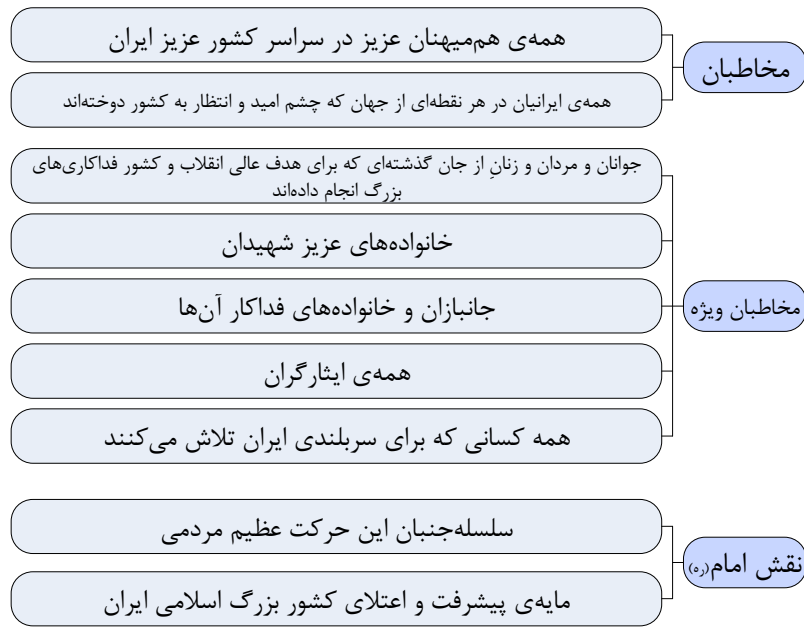 مخاطبان
همه‌ی هم‌میهنان عزیز در سراسر کشور عزیز ایران
همه‌ی ایرانیان در هر نقطه‌ای از جهان که چشم امید و انتظار به کشور دوخته‌اند
مخاطبان ویژه
جوانان و مردان و زنانِ از جان گذشته‌ای که برای هدف عالی انقلاب و کشور فداکاری‌های
بزرگ انجام داده‌اند
خانواده‌های عزیز شهیدان
جانبازان و خانواده‌های فداکار آن‌ها
همه‌ی ایثارگران
همه کسانی که برای سربلندی ایران تلاش می‌کنند
نقش امام(ره)
سلسله‌جنبان این حرکت عظیم مردمی
مایه‌ی پیشرفت و اعتلای کشور بزرگ اسلامی ایران